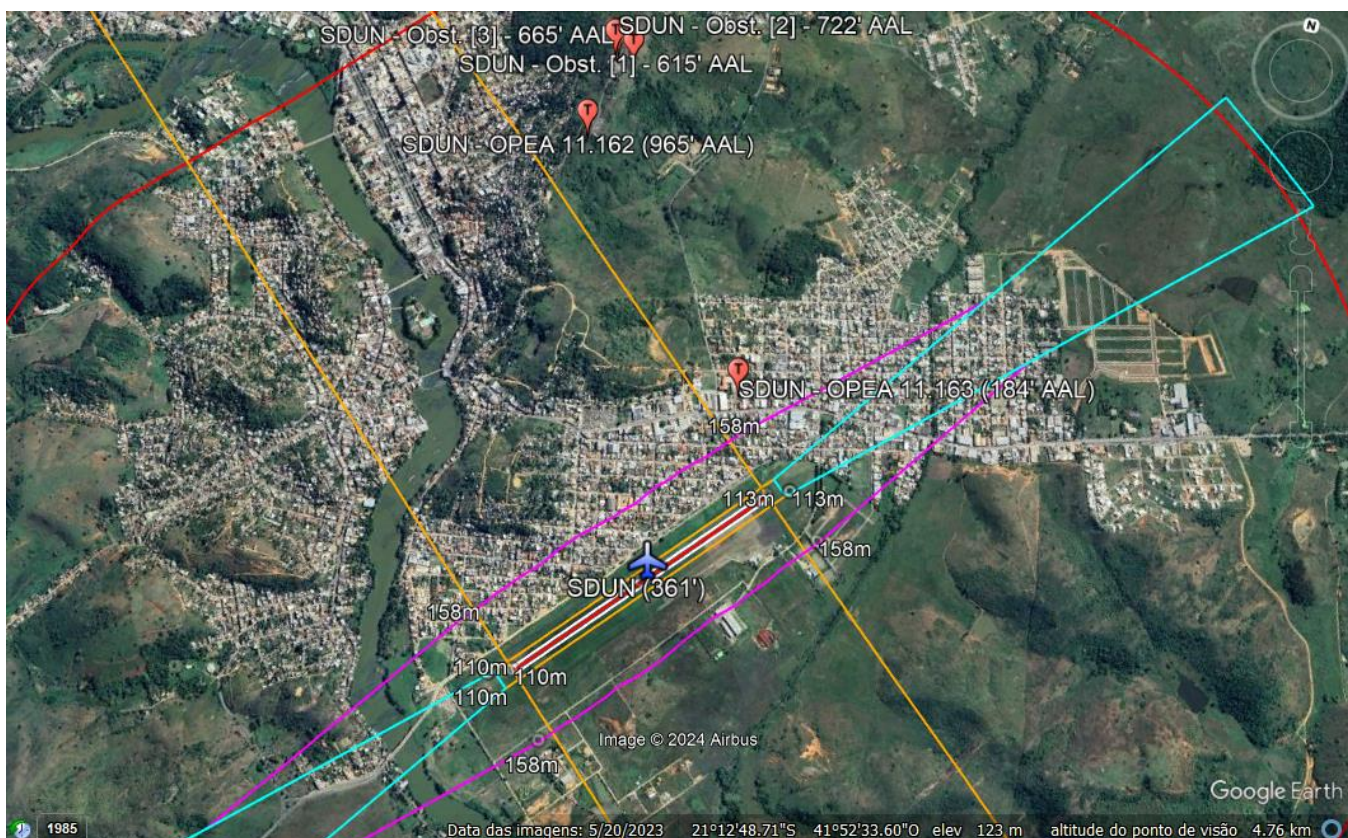 SDUN - Obst. [3] - 665' AAL
SDUN - Obst. [2] - 722' AAL
SDUN - Obst. [1] - 615' AAL
SDUN - OPEA 11.162 (965' AAL)
SDUN - OPEA 11.163 (184' AAL)
158m
113m
113m
158m
SDUN (361')
158m
110m
110m
110m
158m
Image © 2024 Airbus
Google Earth
1985
Data das imagens: 5/20/2023 21°12'48.71"S 41°52'33.60"O elev 123 m altitude do ponto de visão 4.76 km
N
T
T
T
T